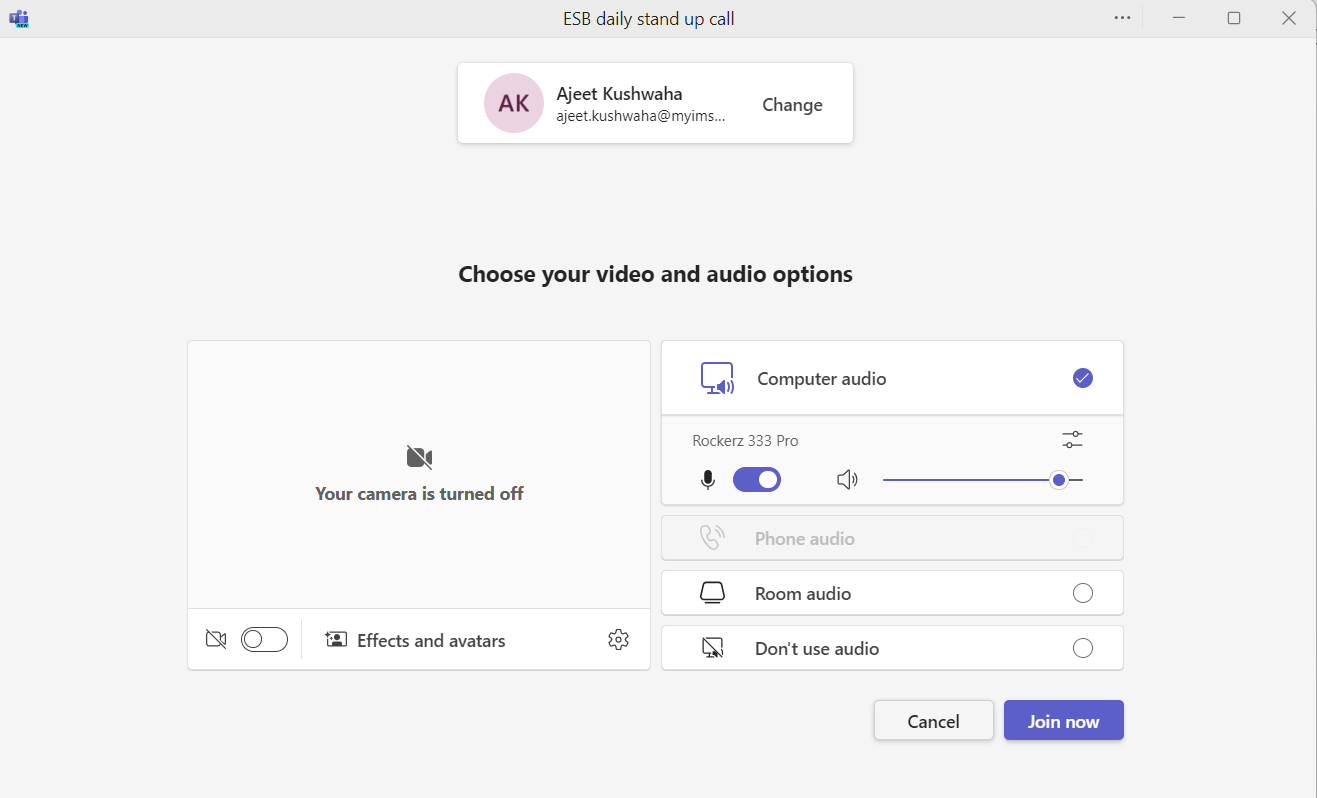 ESB daily stand up call
AK
Ajeet Kushwaha
ajeet.kushwaha@myims...
Change
Choose your video and audio options
Your camera is turned off
Effects and avatars
Computer audio
Rockerz 333 Pro
Phone audio
Room audio
Don't use audio
Cancel
Join now